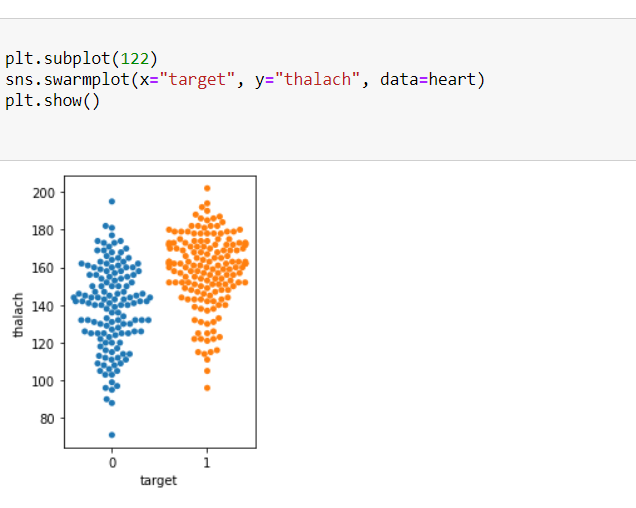 plt.subplot(122)
sns.swarmplot(x="target", y="thalach", data=heart)
plt.show()
200
180
160
140
120
100
80
thalach
0 1
target